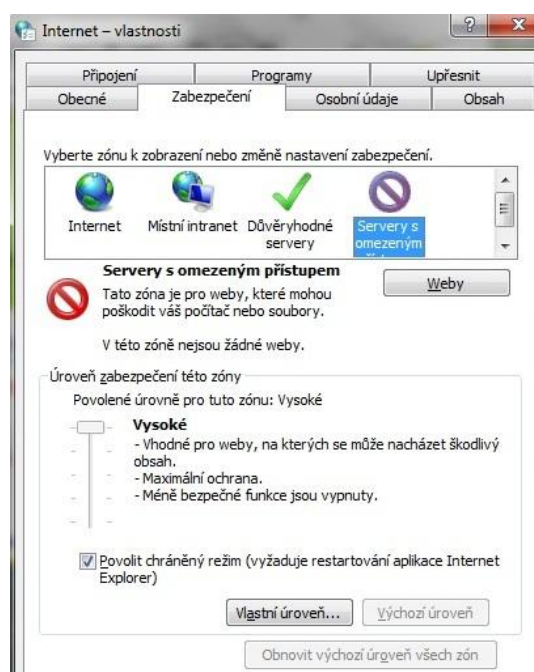 Internet – vlastnosti
Připojení Programy Upřesnit
Obecné Zabezpečení Osobní údaje Obsah
Vyberte zónu k zobrazení nebo změně nastavení zabezpečení.
Internet Místní intranet Důvěryhodné servery Servery s omezeným
Servery s omezeným přístupem
Weby
Tato zóna je pro weby, které mohou
poškodit váš počítač nebo soubory.
V této zóně nejsou žádné weby.
Úroveň zabezpečení této zóny
Povolené úrovně pro tuto zónu: Vysoké
Vysoké
- Vhodné pro weby, na kterých se může nacházet škodlivý
obsah.
- Maximální ochrana.
- Méně bezpečné funkce jsou vypnuty.
Povolit chráněný režim (vyžaduje restartování aplikace Internet
Explorer)
Vlastní úroveň... Výchozí úroveň
Obnovit výchozí úroveň všech zón